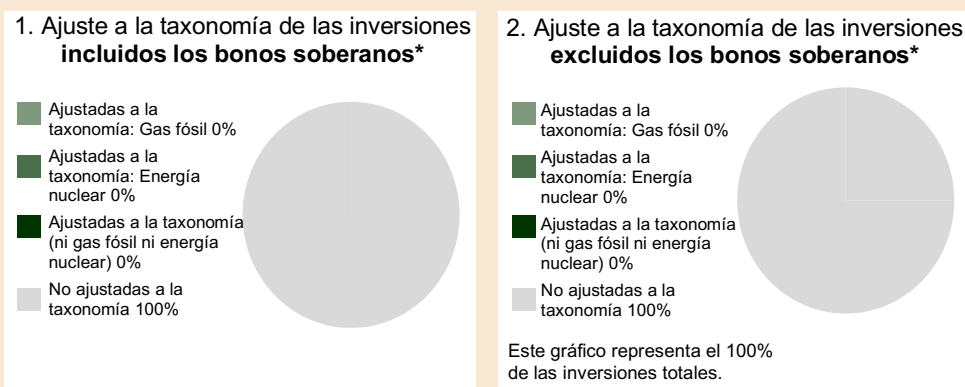 1. Ajuste a la taxonomía de las inversiones
incluidos los bonos soberanos*
Ajustadas a la
taxonomía: Gas fósil 0%
Ajustadas a la
taxonomía: Energía
nuclear 0%
Ajustadas a la taxonomía
(ni gas fósil ni energía
nuclear) 0%
No ajustadas a la
taxonomía 100%
2. Ajuste a la taxonomía de las inversiones
excluidos los bonos soberanos*
Ajustadas a la
taxonomía: Gas fósil 0%
Ajustadas a la
taxonomía: Energía
nuclear 0%
Ajustadas a la taxonomía
(ni gas fósil ni energía
nuclear) 0%
No ajustadas a la
taxonomía 100%
Este gráfico representa el 100%
de las inversiones totales.